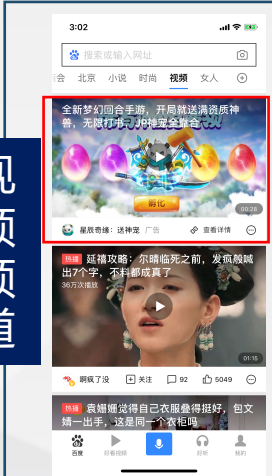 3:02
搜索或输入网址
会 北京 小说 时尚 视频 女人
全新梦幻回合手游，开局就送满资质神
兽，无限打书，JP神宠全靠合
孵化
00:28
星辰奇缘：送神宠 广告 查看详情
视
频
频
道
热播 延禧攻略：尔晴临死之前，发疯般喊
出7个字，不料都成真了
36万次播放
01:15
啊疯了没 关注 92 5049
热播 袁姗姗觉得自己衣服叠得挺好，包文
婧一出手，这是同一个衣柜吗
百度 好看视频 好听 我的